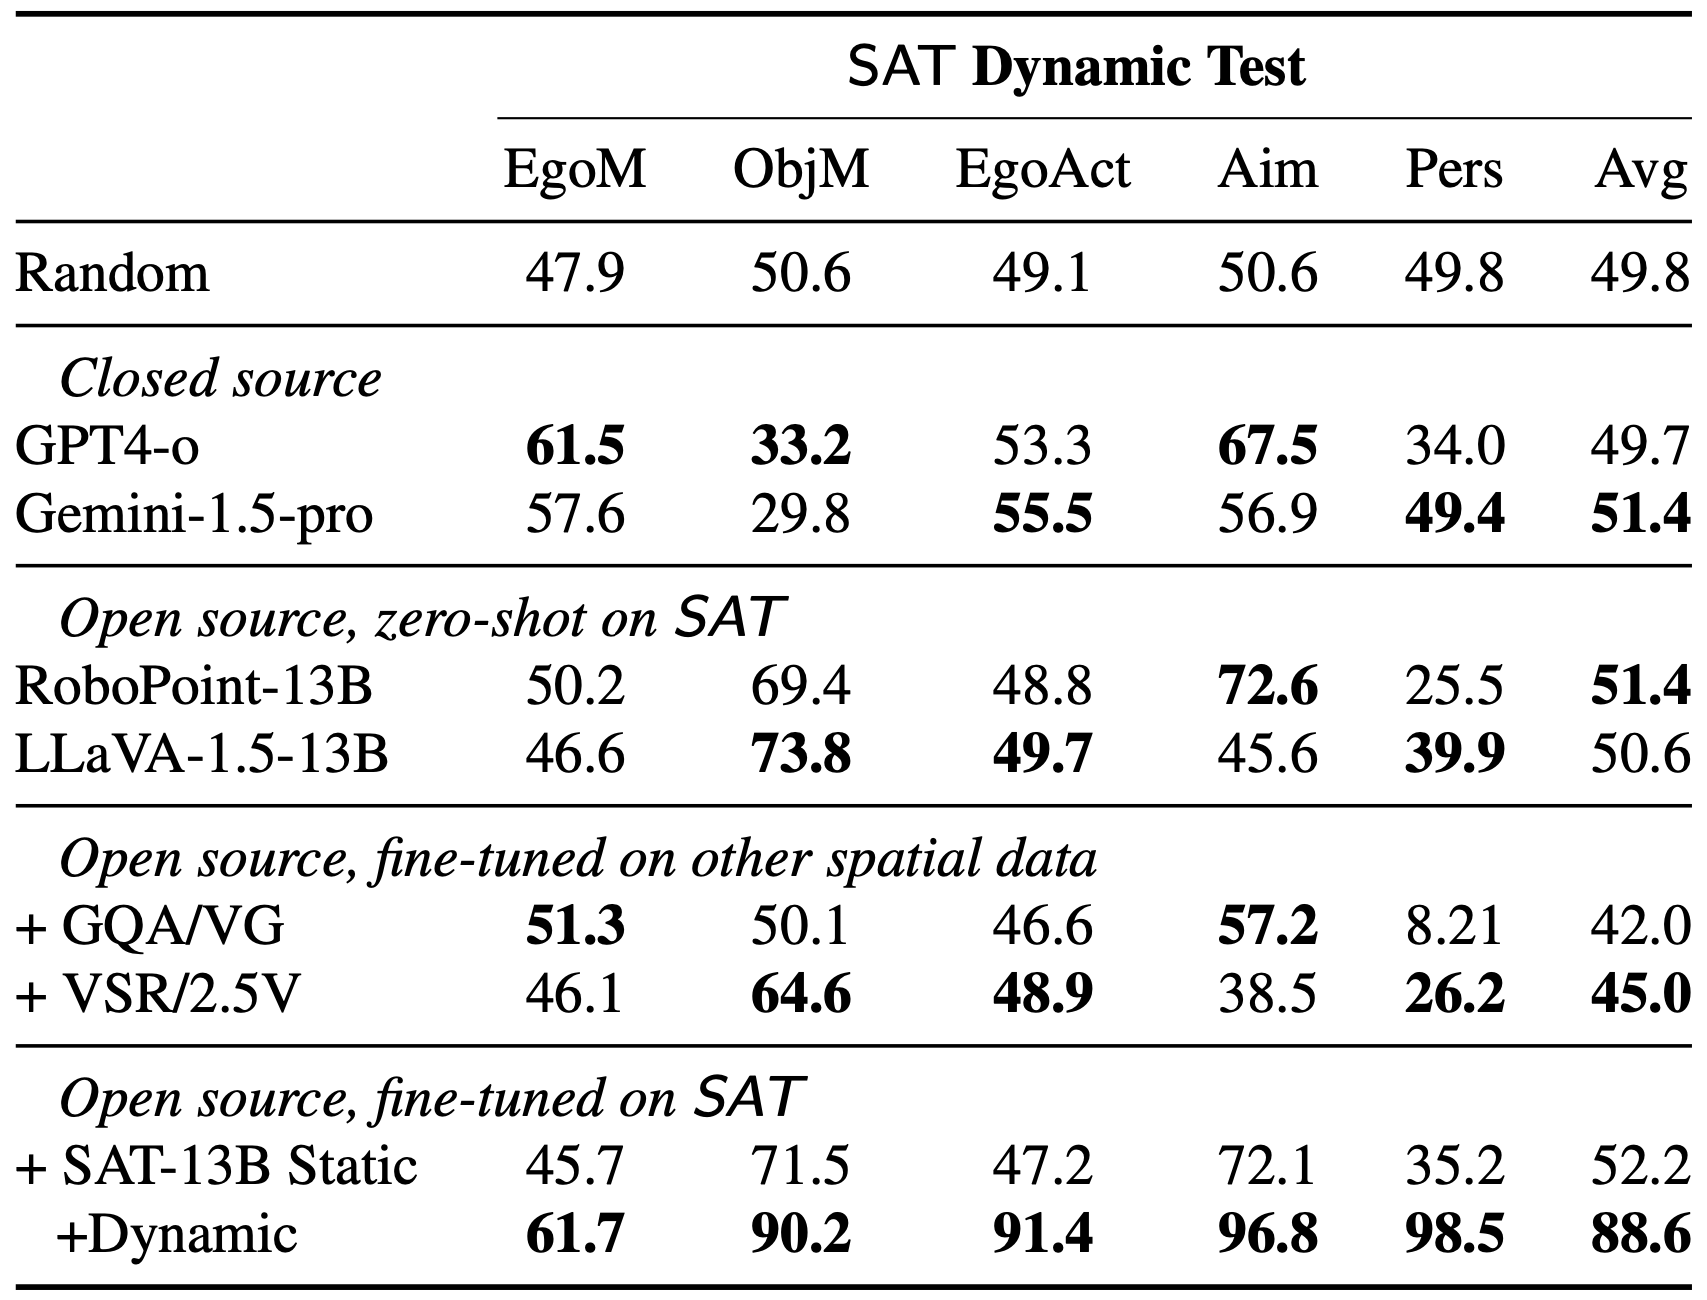 SAT Dynamic Test
EgoM ObjM EgoAct Aim Pers Avg
Random 47.9 50.6 49.1 50.6 49.8 49.8
Closed source
GPT4-o 61.5 33.2 53.3 67.5 34.0 49.7
Gemini-1.5-pro 57.6 29.8 55.5 56.9 49.4 51.4
Open source, zero-shot on SAT
RoboPoint-13B 50.2 69.4 48.8 72.6 25.5 51.4
LLaVA-1.5-13B 46.6 73.8 49.7 45.6 39.9 50.6
Open source, fine-tuned on other spatial data
+ GQA/VG 51.3 50.1 46.6 57.2 8.21 42.0
+ VSR/2.5V 46.1 64.6 48.9 38.5 26.2 45.0
Open source, fine-tuned on SAT
+ SAT-13B Static 45.7 71.5 47.2 72.1 35.2 52.2
+Dynamic 61.7 90.2 91.4 96.8 98.5 88.6